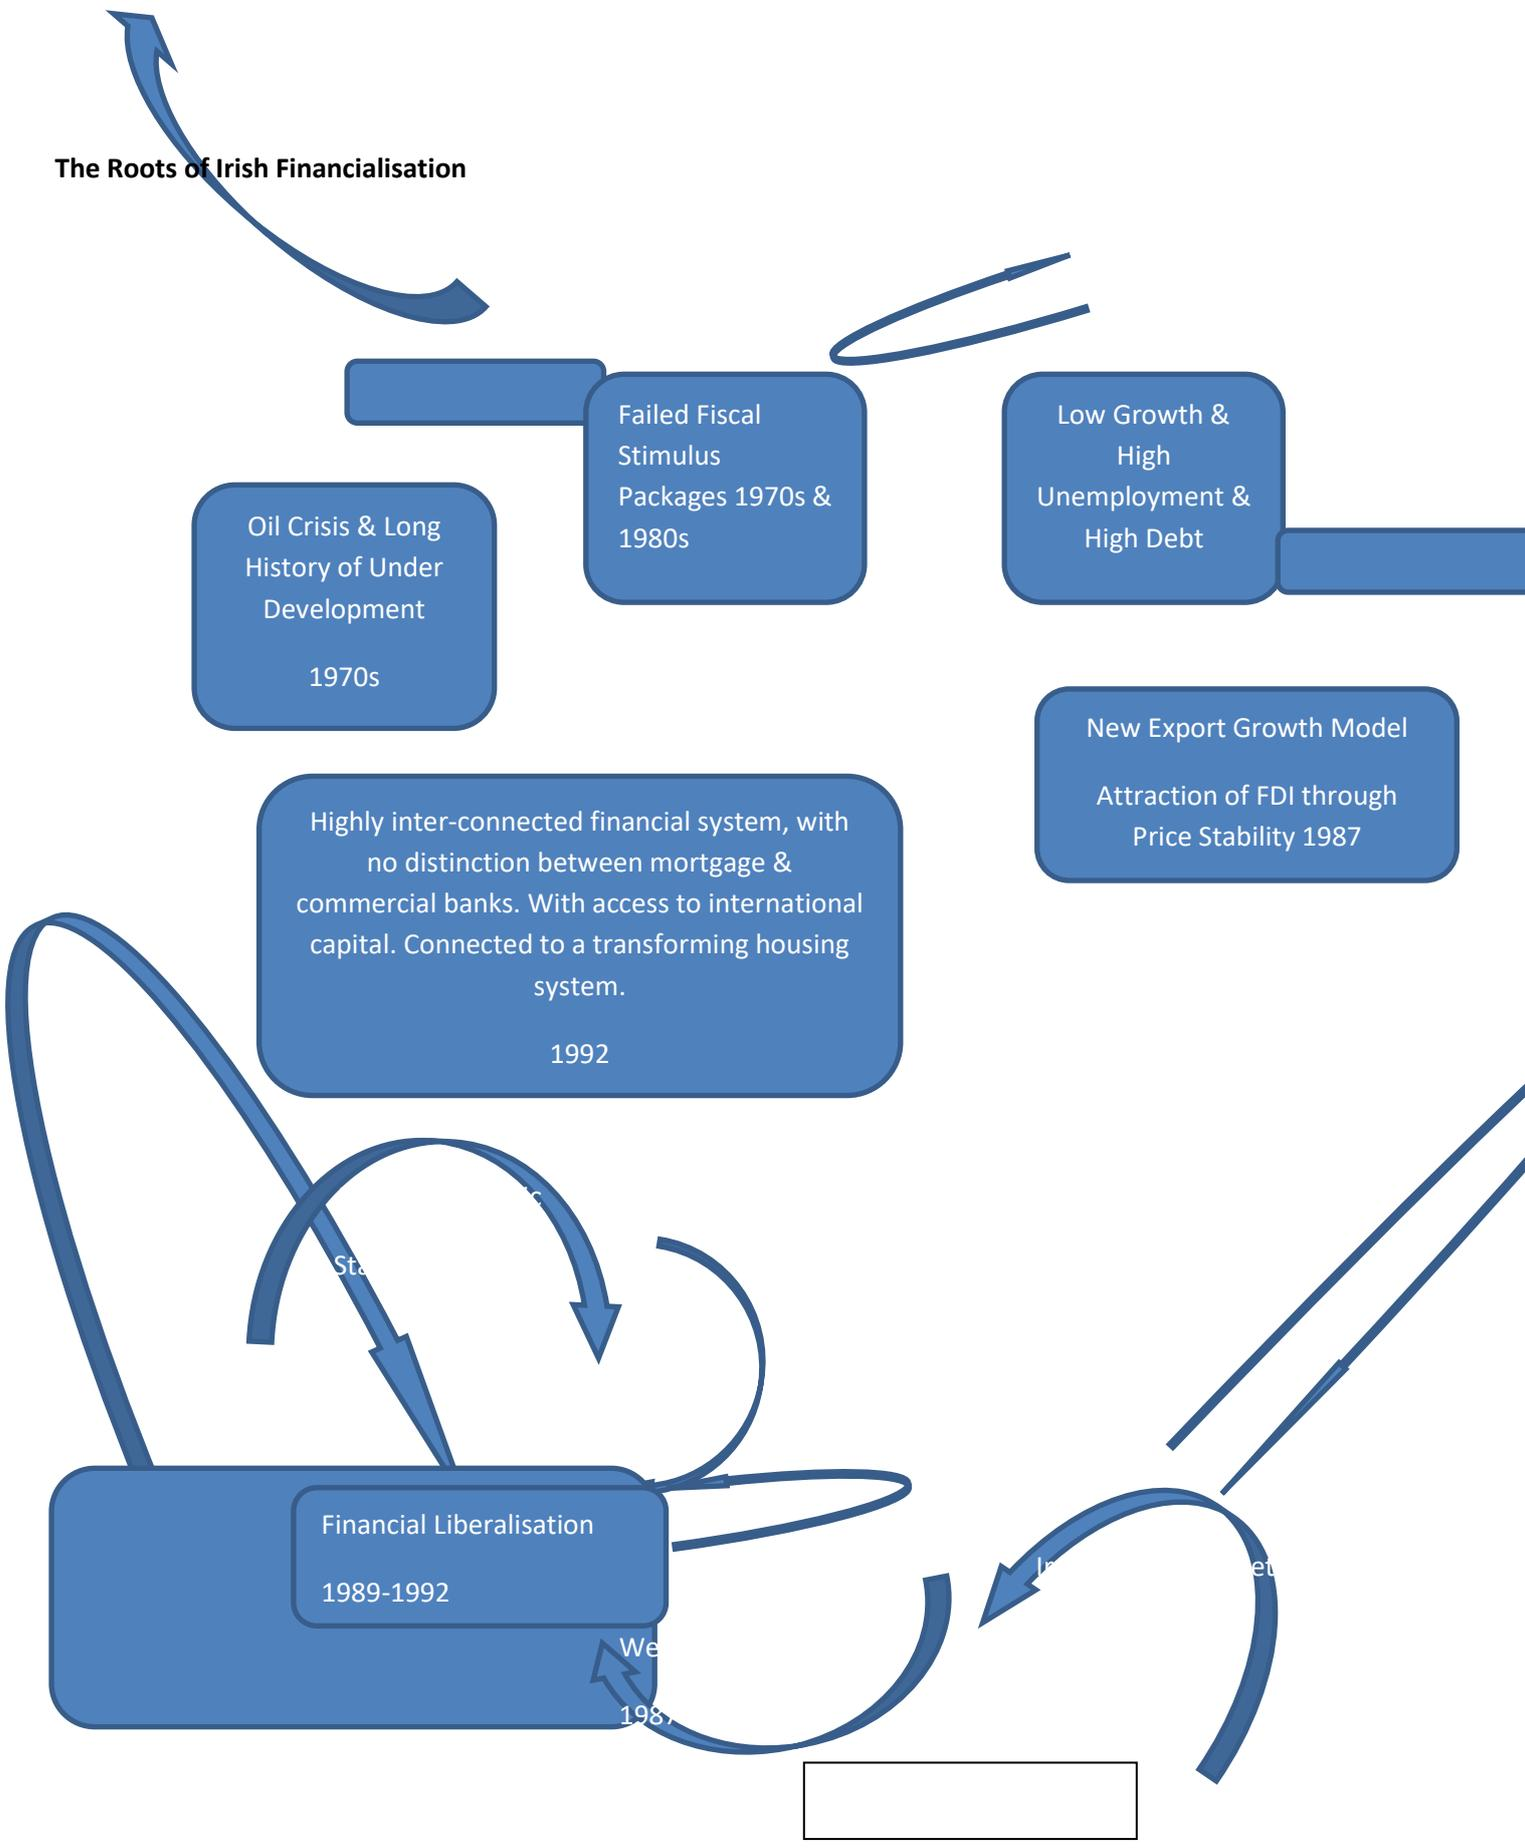 The Roots of Irish Financialisation
Failed Fiscal
Stimulus
Packages 1970s &
1980s
Low Growth &
High
Unemployment &
High Debt
Oil Crisis & Long
History of Under
Development
1970s
New Export Growth Model
Attraction of FDI through
Price Stability 1987
Highly inter-connected financial system, with
no distinction between mortgage &
commercial banks. With access to international
capital. Connected to a transforming housing
system.
1992
Financial Liberalisation
1989-1992
1987